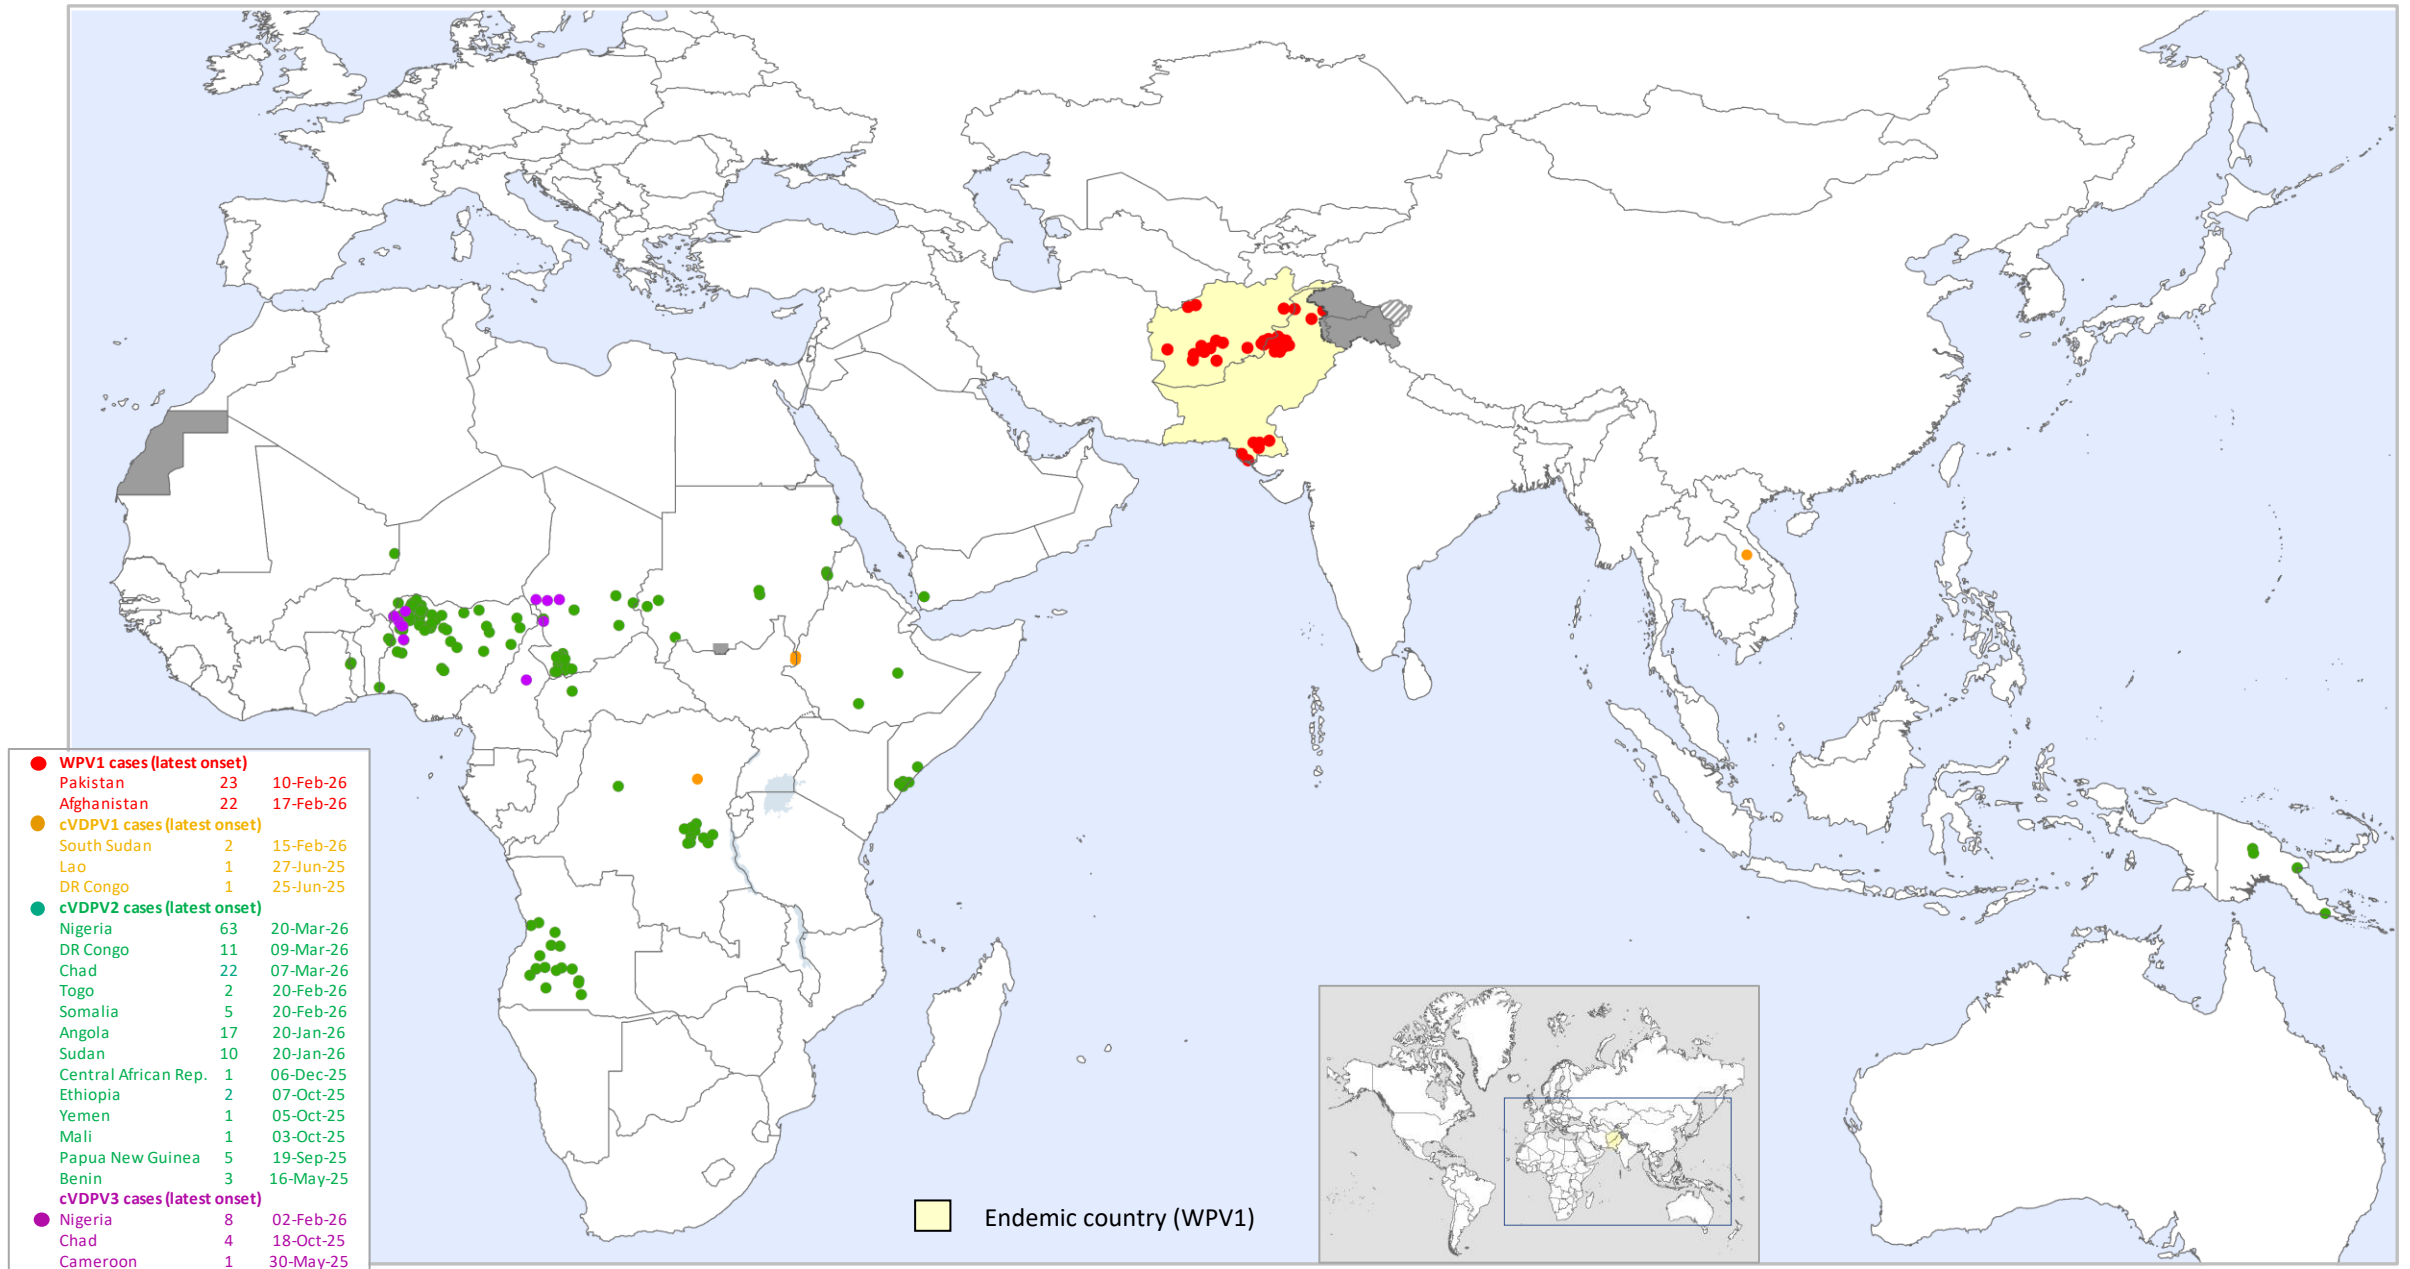 WPV1 cases (latest onset)
Pakistan 23 10-Feb-26
Afghanistan 22 17-Feb-26
cVDPV1 cases (latest onset)
South Sudan 2 15-Feb-26
Lao 1 27-Jun-25
DR Congo 1 25-Jun-25
cVDPV2 cases (latest onset)
Nigeria 63 20-Mar-26
DR Congo 11 09-Mar-26
Chad 22 07-Mar-26
Togo 2 20-Feb-26
Somalia 5 20-Feb-26
Angola 17 20-Jan-26
Sudan 10 20-Jan-26
Central African Rep. 1 06-Dec-25
Ethiopia 2 07-Oct-25
Yemen 1 05-Oct-25
Mali 1 03-Oct-25
Papua New Guinea 5 19-Sep-25
Benin 3 16-May-25
cVDPV3 cases (latest onset)
Nigeria 8 02-Feb-26
Chad 4 18-Oct-25
Cameroon 1 30-May-25
Endemic country (WPV1)